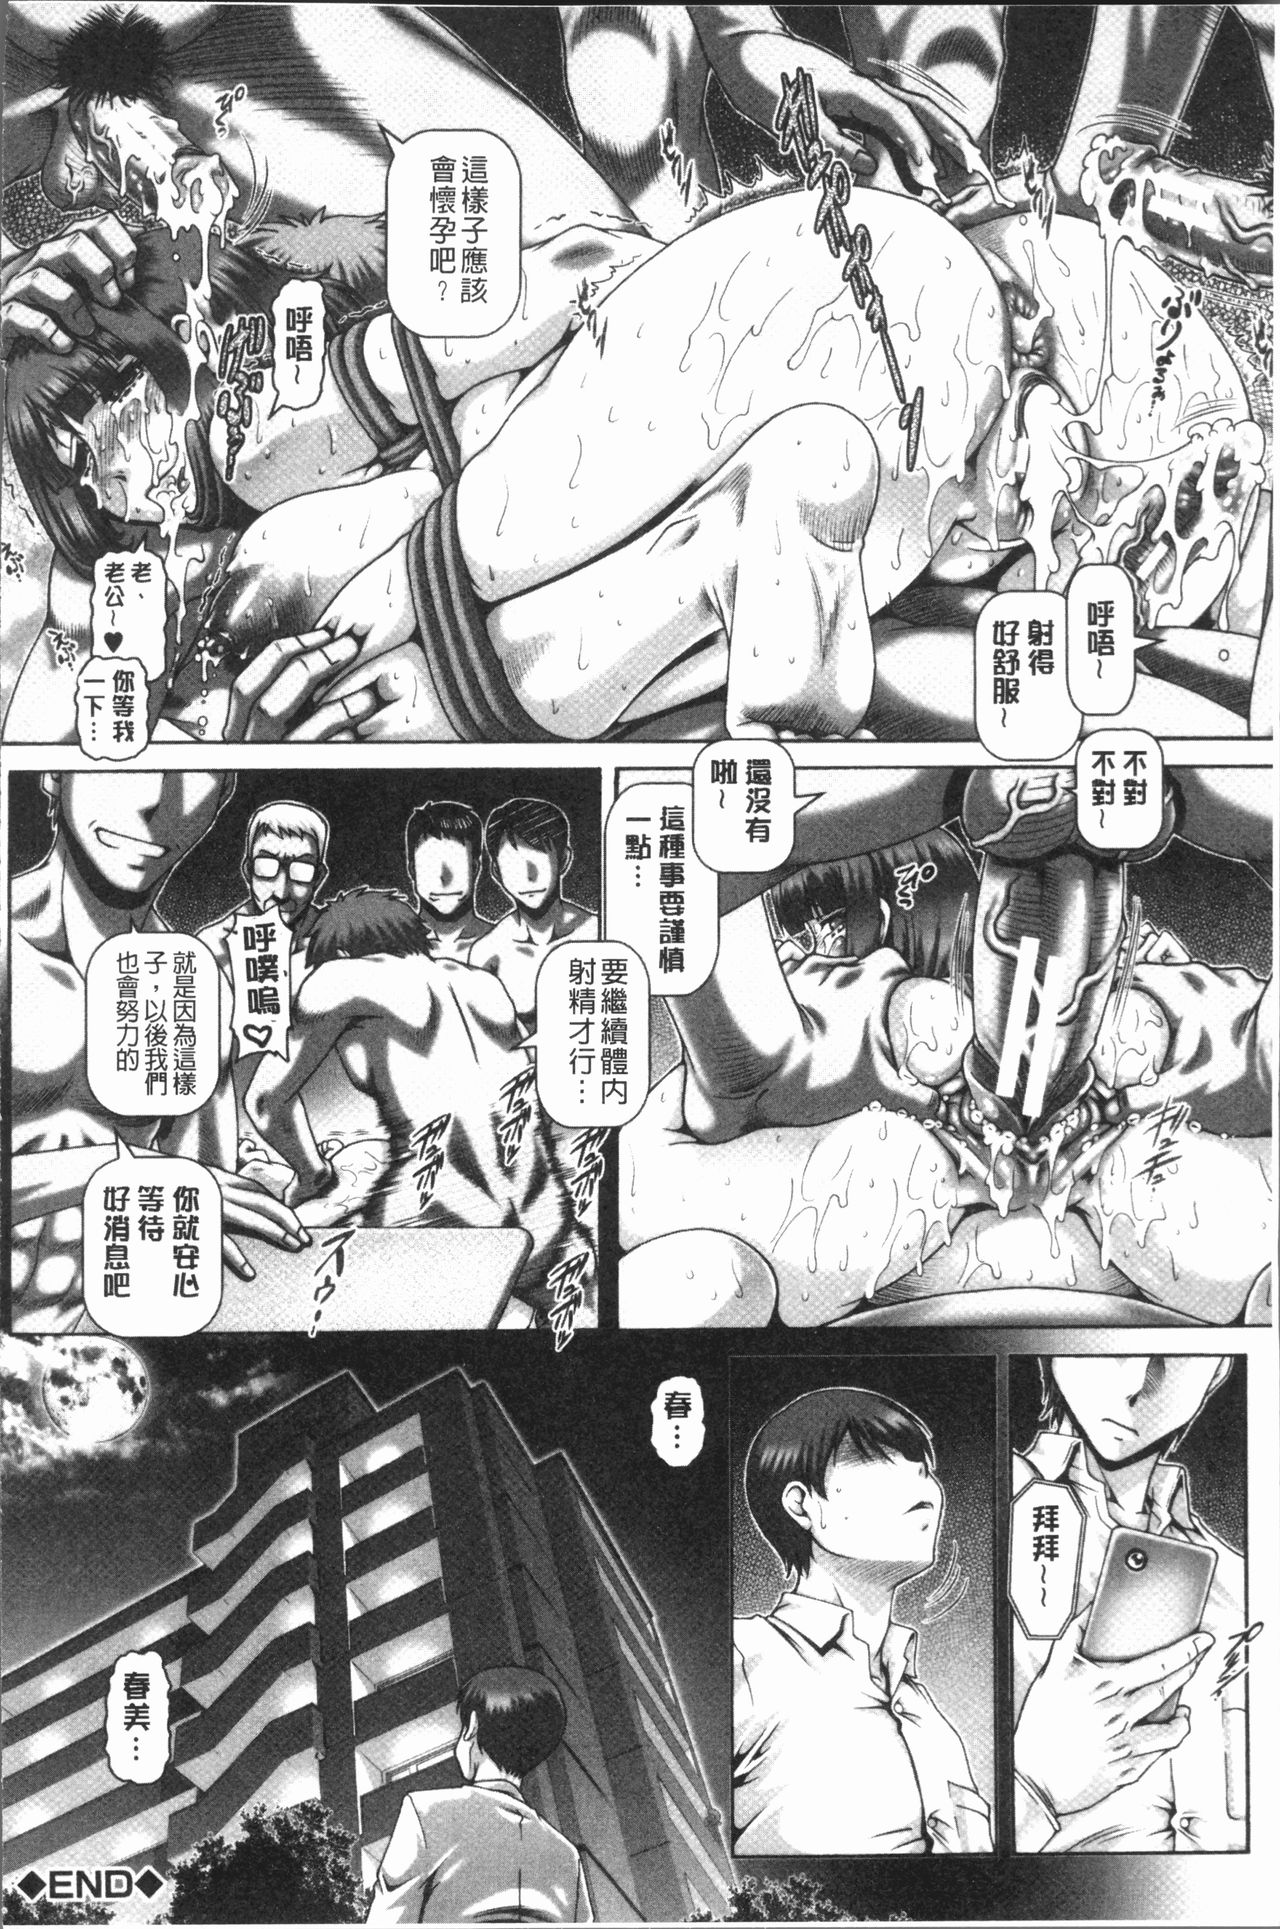 這樣子應該
會懷孕吧？
呼唔～
呼唔～
射得
好舒服～
老、
老公～♥
你等我
一下…
不對
不對～
還沒有
啦～
這種事要謹慎
一點…
要繼續體內
射精才行…
呼噗嗚♡
就是因為這樣
子，以後我們
也會努力的
你就安心
等待
好消息吧
拜拜～
春…
春美…
◆END◆